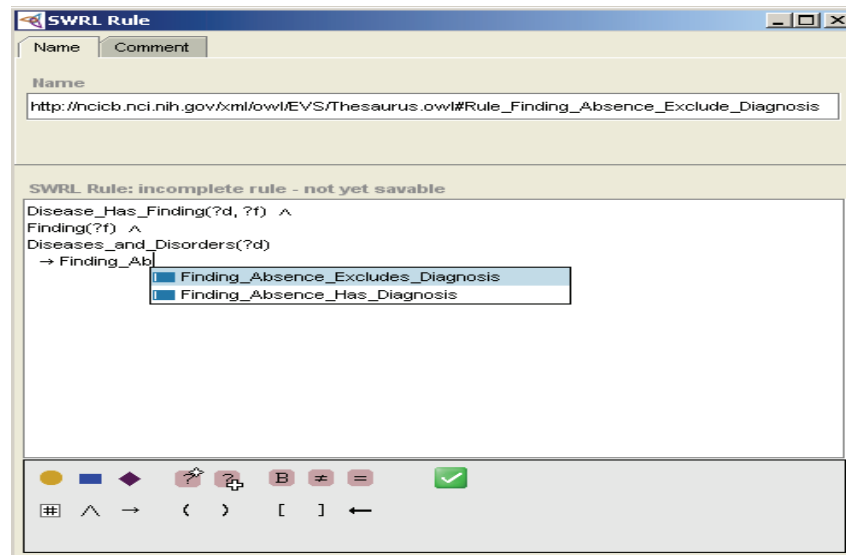 SWRL Rule
Name Comment
Name
http://ncicb.nci.nih.gov/xml/owl/EVS/Thesaurus.owl#Rule_Finding_Absence_Exclude_Diagnosis
SWRL Rule: incomplete rule - not yet savable
Disease_Has_Finding(?d, ?f) ∧
Finding(?f) ∧
Diseases_and_Disorders(?d)
→ Finding_Ab
Finding_Absence_Excludes_Diagnosis
Finding_Absence_Has_Diagnosis
? ? B ≠ =
# ∧ → ( ) [ ] ←